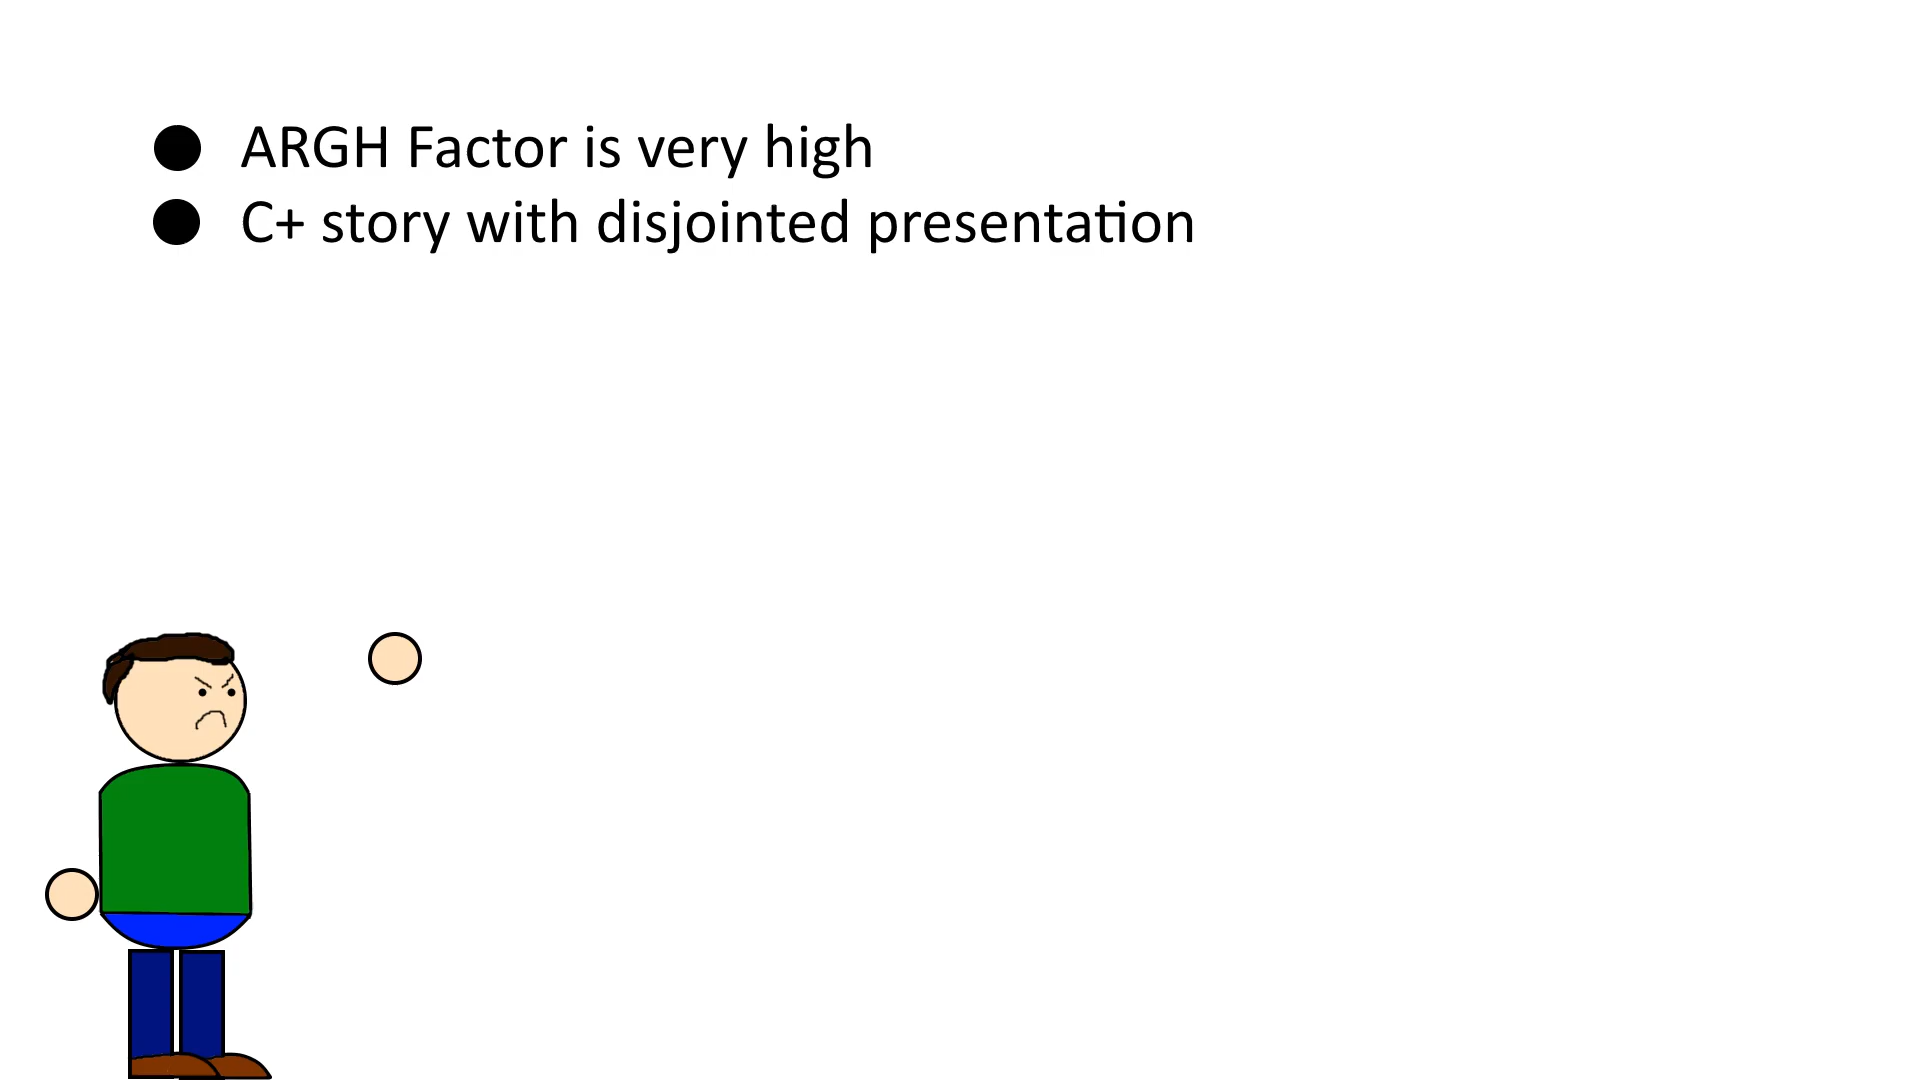 ARGH Factor is very high
C+ story with disjointed presentation